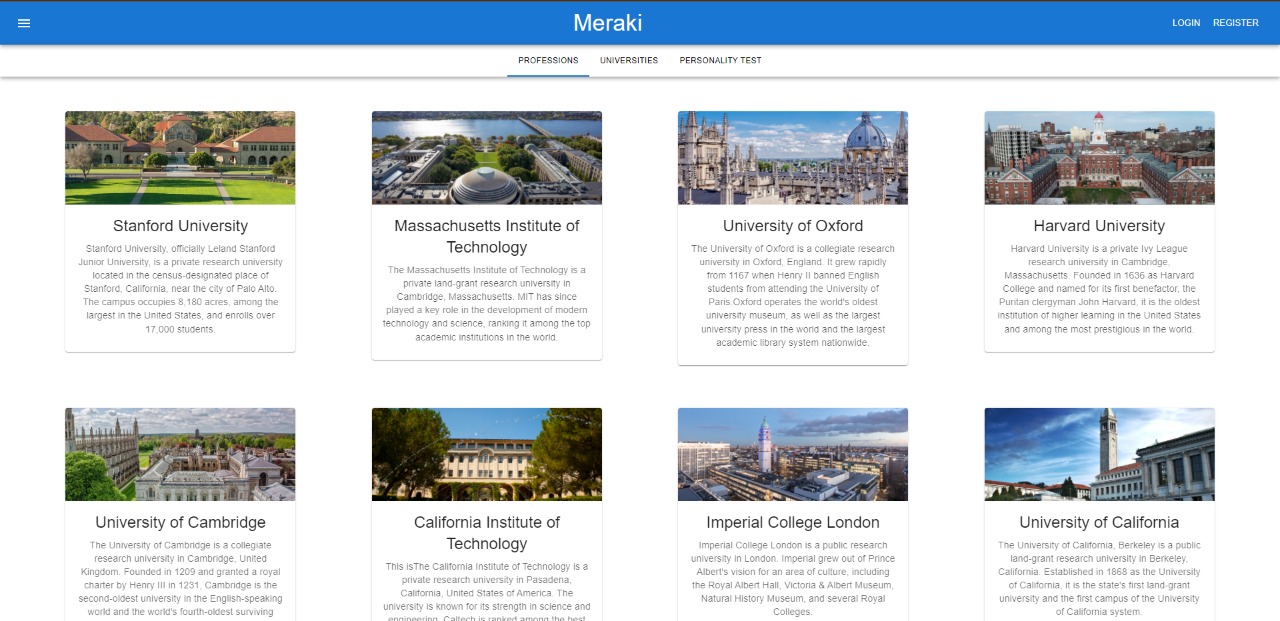 Meraki
LOGIN
REGISTER
PROFESSIONS
UNIVERSITIES
PERSONALITY TEST
Stanford University
Stanford University, officially Leland Stanford
Junior University, is a private research university
located in the census-designated place of
Stanford, California, near the city of Palo Alto.
The campus occupies 8,180 acres, among the
largest in the United States, and enrolls over
17,000 students.
Massachusetts Institute of
Technology
The Massachusetts Institute of Technology is a
private land-grant research university in
Cambridge, Massachusetts. MIT has since
played a key role in the development of modern
technology and science, ranking it among the top
academic institutions in the world.
University of Oxford
The University of Oxford is a collegiate research
university in Oxford, England. It grew rapidly
from 1167 when Henry II banned English
students from attending the University of
Paris.Oxford operates the world's oldest
university museum, as well as the largest
university press in the world and the largest
academic library system nationwide.
Harvard University
Harvard University is a private Ivy League
research university in Cambridge,
Massachusetts. Founded in 1636 as Harvard
College and named for its first benefactor, the
Puritan clergyman John Harvard, it is the oldest
institution of higher learning in the United States
and among the most prestigious in the world.
University of Cambridge
The University of Cambridge is a collegiate
research university in Cambridge, United
Kingdom. Founded in 1209 and granted a royal
charter by Henry III in 1231, Cambridge is the
second-oldest university in the English-speaking
world and the world's fourth-oldest surviving
California Institute of
Technology
This isThe California Institute of Technology is a
private research university in Pasadena,
California, United States of America. The
university is known for its strength in science and
engineering. Caltech is ranked among the best
Imperial College London
Imperial College London is a public research
university in London. Imperial grew out of Prince
Albert's vision for an area of culture, including
the Royal Albert Hall, Victoria & Albert Museum,
Natural History Museum, and several Royal
Colleges.
University of California
The University of California, Berkeley is a public
land-grant research university in Berkeley,
California. Established in 1868 as the University
of California, it is the state's first land-grant
university and the first campus of the University
of California system.